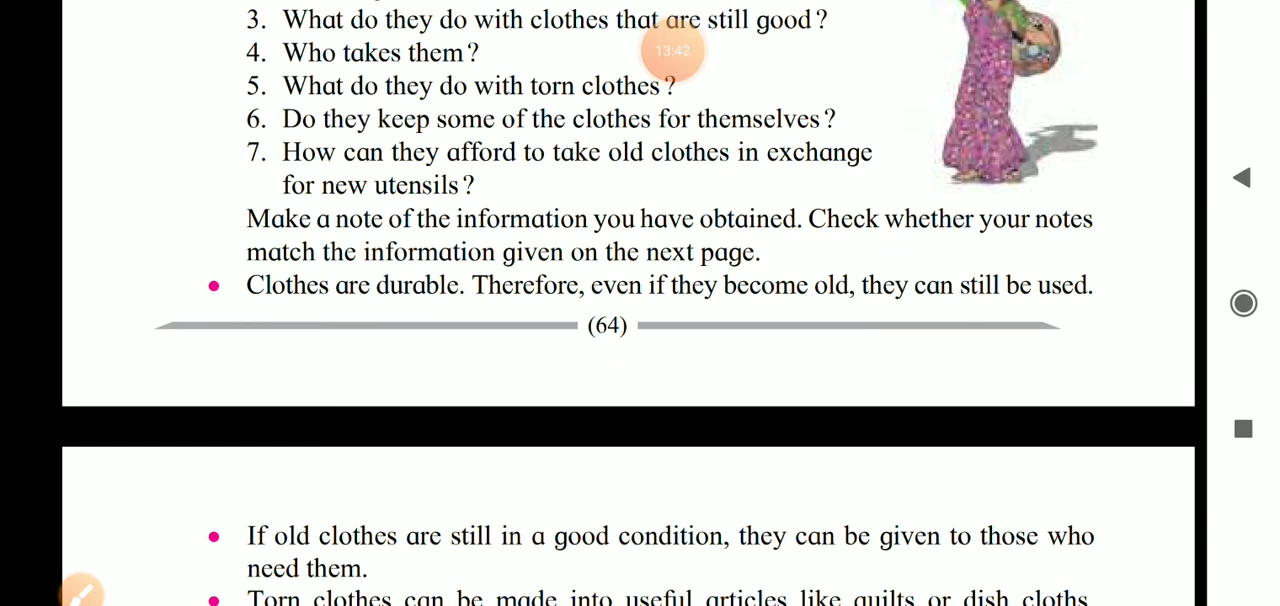 3. What do they do with clothes that are still good?
13:42
4. Who takes them?
5. What do they do with torn clothes?
6. Do they keep some of the clothes for themselves?
7. How can they afford to take old clothes in exchange
for new utensils?
Make a note of the information you have obtained. Check whether your notes
match the information given on the next page.
• Clothes are durable. Therefore, even if they become old, they can still be used.
(64)
• If old clothes are still in a good condition, they can be given to those who
need them.
• Torn clothes can be made into useful articles like quilts or dish cloths,